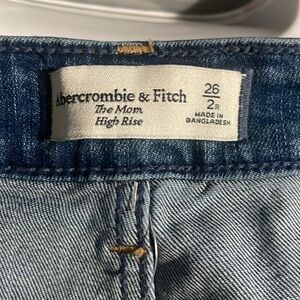 Abercrombie & Fitch
The Mom
High Rise
26
2R
MADE IN
BANGLADESH